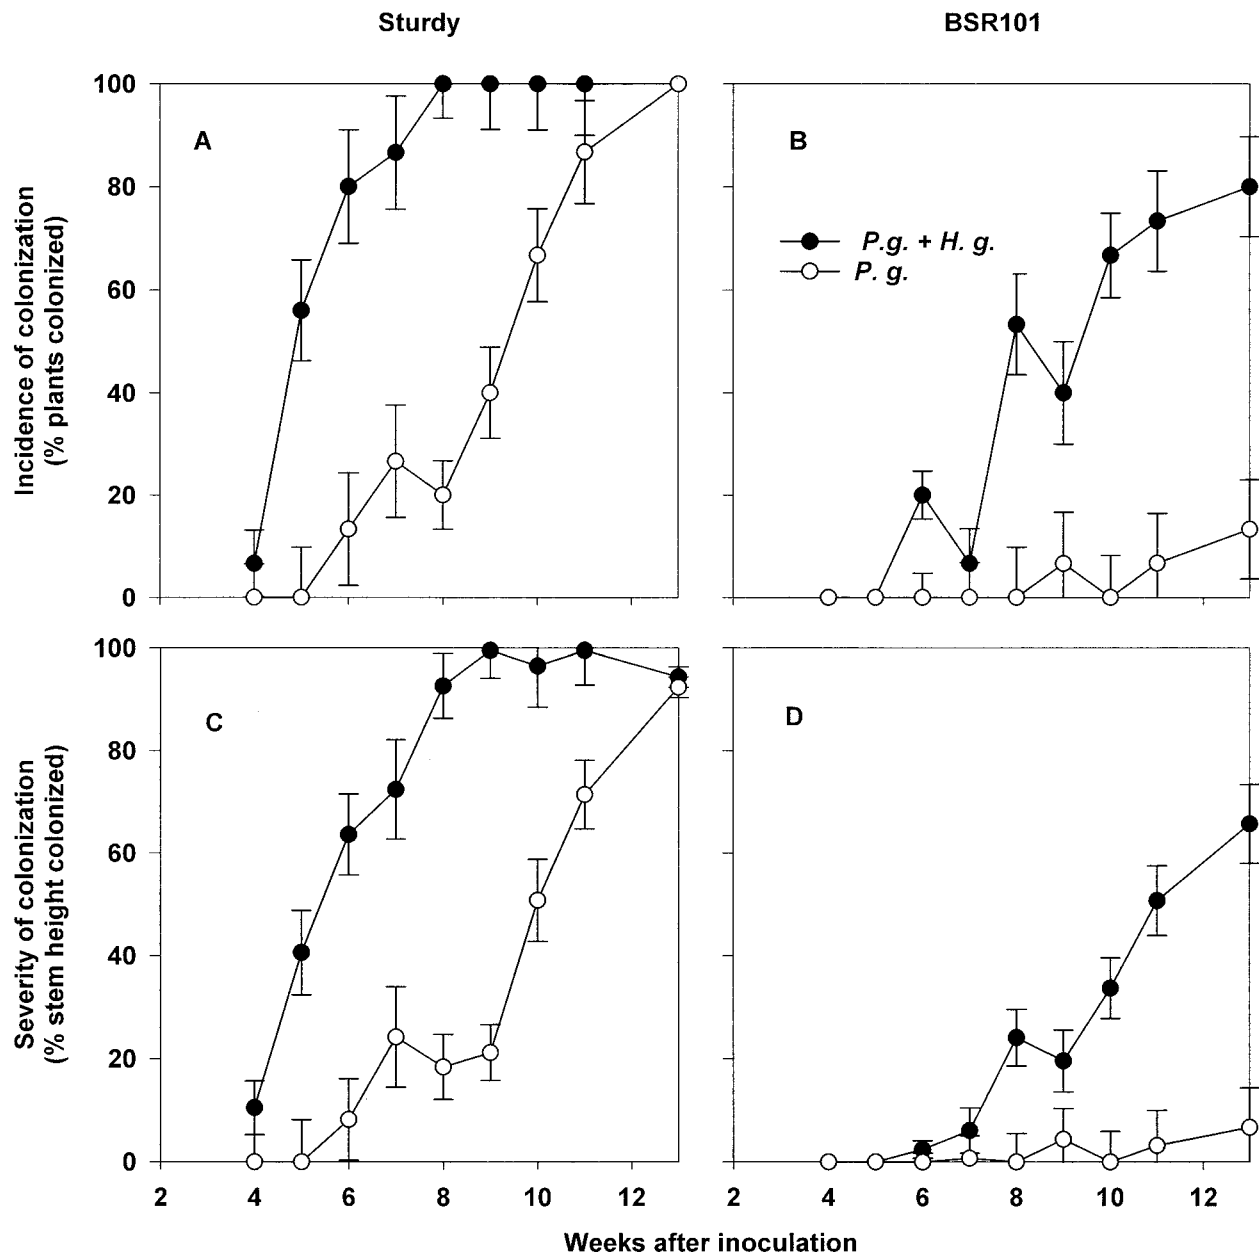 Sturdy
BSR101
Incidence of colonization
(% plants colonized)
100
80
60
40
20
0
A
B
P.g. + H. g.
P. g.
Severity of colonization
(% stem height colonized)
100
80
60
40
20
0
C
D
2 4 6 8 10 12
2 4 6 8 10 12
Weeks after inoculation